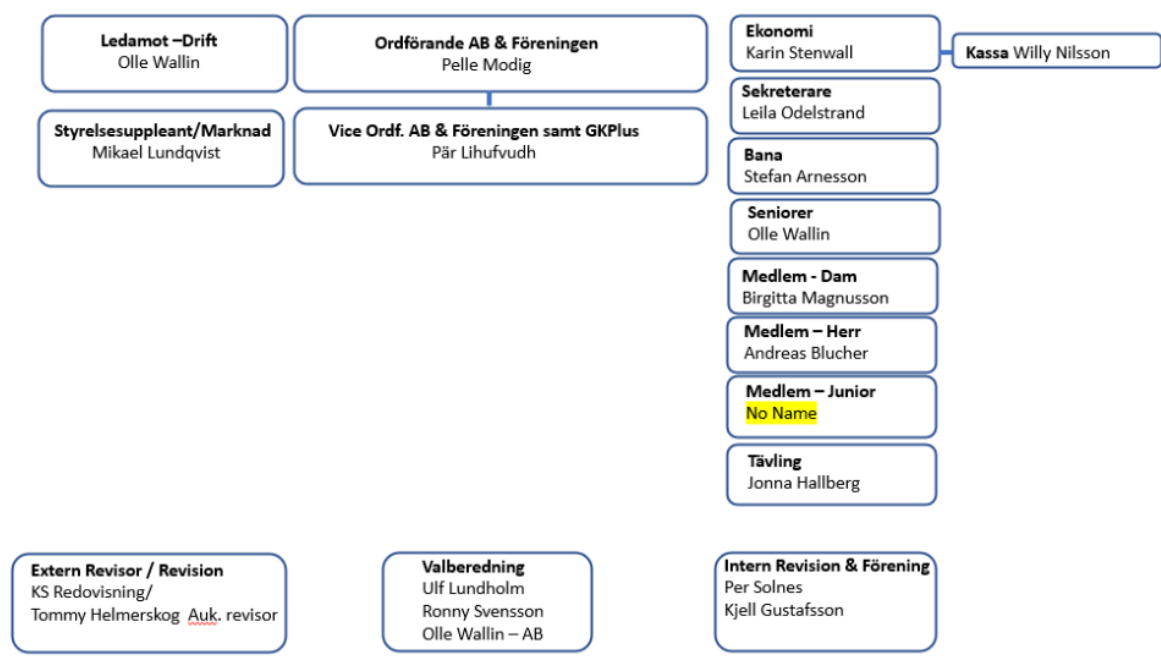 Ledamot –Drift
Olle Wallin
Ordförande AB & Föreningen
Pelle Modig
Styrelsesuppleant/Marknad
Mikael Lundqvist
Vice Ordf. AB & Föreningen samt GKPlus
Pär Lihufvudh
Ekonomi
Karin Stenwall
Kassa Willy Nilsson
Sekreterare
Leila Odelstrand
Bana
Stefan Arnesson
Seniorer
Olle Wallin
Medlem - Dam
Birgitta Magnusson
Medlem – Herr
Andreas Blucher
Medlem – Junior
No Name
Tävling
Jonna Hallberg
Extern Revisor / Revision
KS Redovisning/
Tommy Helmerskog Auk. revisor
Valberedning
Ulf Lundholm
Ronny Svensson
Olle Wallin – AB
Intern Revision & Förening
Per Solnes
Kjell Gustafsson